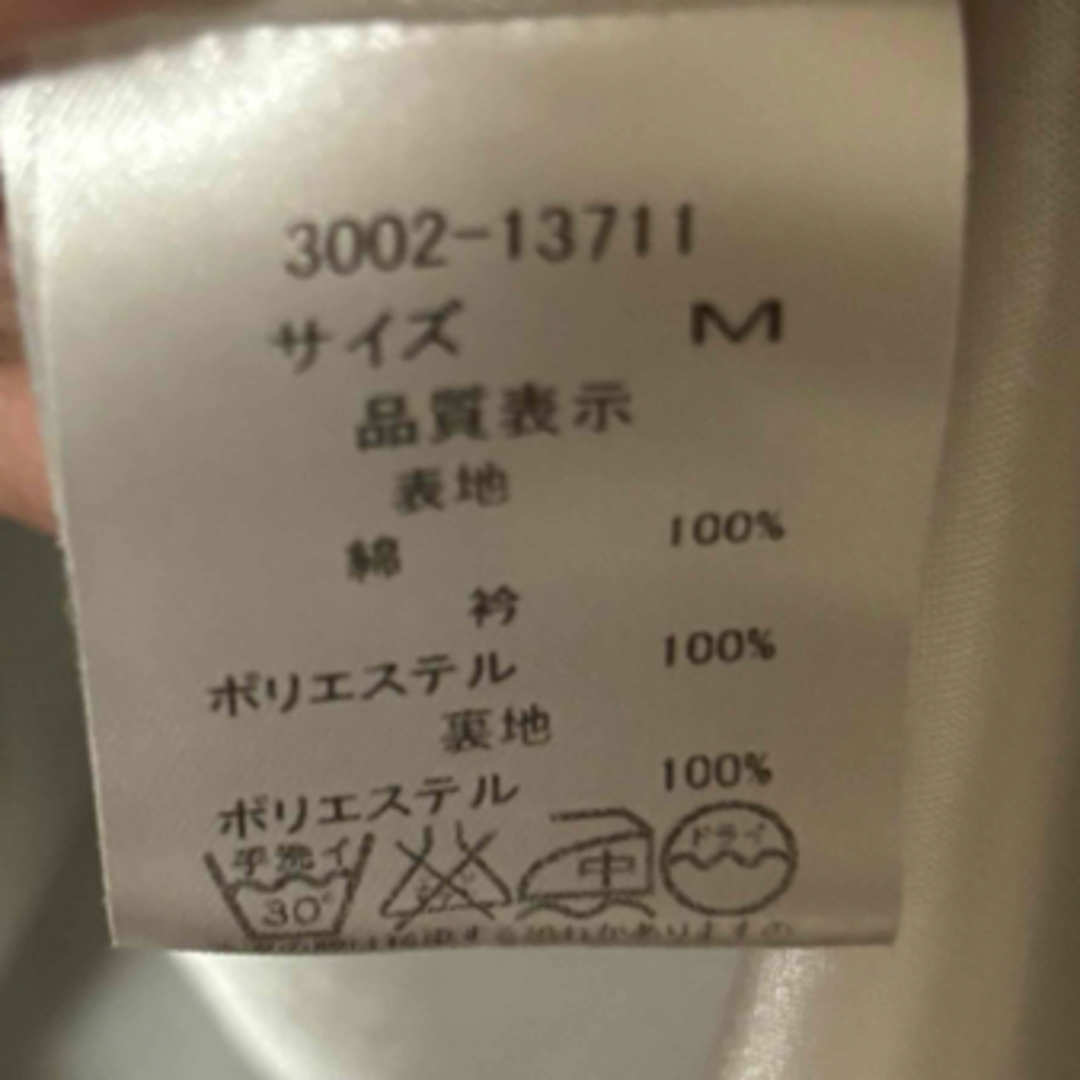 3002-13711
サイズ M
品質表示
表地
綿 100%
衿
ポリエステル 100%
裏地
ポリエステル 100%
手洗イ 30 中 ドライ